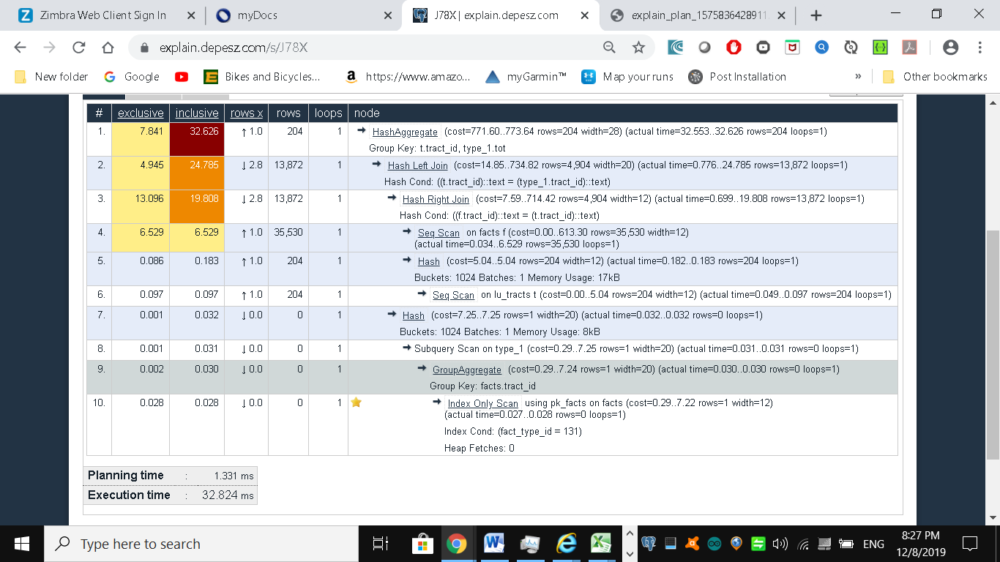 Zimbra Web Client Sign In
myDocs
J78X | explain.depesz.com
explain_plan_1575836428911
explain.depesz.com/s/J78X
New folder
Google
Bikes and Bicycles...
https://www.amazo...
myGarmin™
Map your runs
Post Installation
»
Other bookmarks
# exclusive inclusive rows x rows loops node
1. 7.841 32.626 ↑ 1.0 204 1 HashAggregate (cost=771.60..773.64 rows=204 width=28) (actual time=32.553..32.626 rows=204 loops=1)
Group Key: t.tract_id, type_1.tot
2. 4.945 24.785 ↓ 2.8 13,872 1 Hash Left Join (cost=14.85..734.82 rows=4,904 width=20) (actual time=0.776..24.785 rows=13,872 loops=1)
Hash Cond: ((t.tract_id)::text = (type_1.tract_id)::text)
3. 13.096 19.808 ↓ 2.8 13,872 1 Hash Right Join (cost=7.59..714.42 rows=4,904 width=12) (actual time=0.699..19.808 rows=13,872 loops=1)
Hash Cond: ((f.tract_id)::text = (t.tract_id)::text)
4. 6.529 6.529 ↑ 1.0 35,530 1 Seq Scan on facts f (cost=0.00..613.30 rows=35,530 width=12)
(actual time=0.034..6.529 rows=35,530 loops=1)
5. 0.086 0.183 ↑ 1.0 204 1 Hash (cost=5.04..5.04 rows=204 width=12) (actual time=0.182..0.183 rows=204 loops=1)
Buckets: 1024 Batches: 1 Memory Usage: 17kB
6. 0.097 0.097 ↑ 1.0 204 1 Seq Scan on lu_tracts t (cost=0.00..5.04 rows=204 width=12) (actual time=0.049..0.097 rows=204 loops=1)
7. 0.001 0.032 ↓ 0.0 0 1 Hash (cost=7.25..7.25 rows=1 width=20) (actual time=0.032..0.032 rows=0 loops=1)
Buckets: 1024 Batches: 1 Memory Usage: 8kB
8. 0.001 0.031 ↓ 0.0 0 1 Subquery Scan on type_1 (cost=0.29..7.25 rows=1 width=20) (actual time=0.031..0.031 rows=0 loops=1)
9. 0.002 0.030 ↓ 0.0 0 1 GroupAggregate (cost=0.29..7.24 rows=1 width=20) (actual time=0.030..0.030 rows=0 loops=1)
Group Key: facts.tract_id
10. 0.028 0.028 ↓ 0.0 0 1 Index Only Scan using pk_facts on facts (cost=0.29..7.22 rows=1 width=12)
(actual time=0.027..0.028 rows=0 loops=1)
Index Cond: (fact_type_id = 131)
Heap Fetches: 0
Planning time : 1.331 ms
Execution time : 32.824 ms
Type here to search
ENG
8:27 PM
12/8/2019